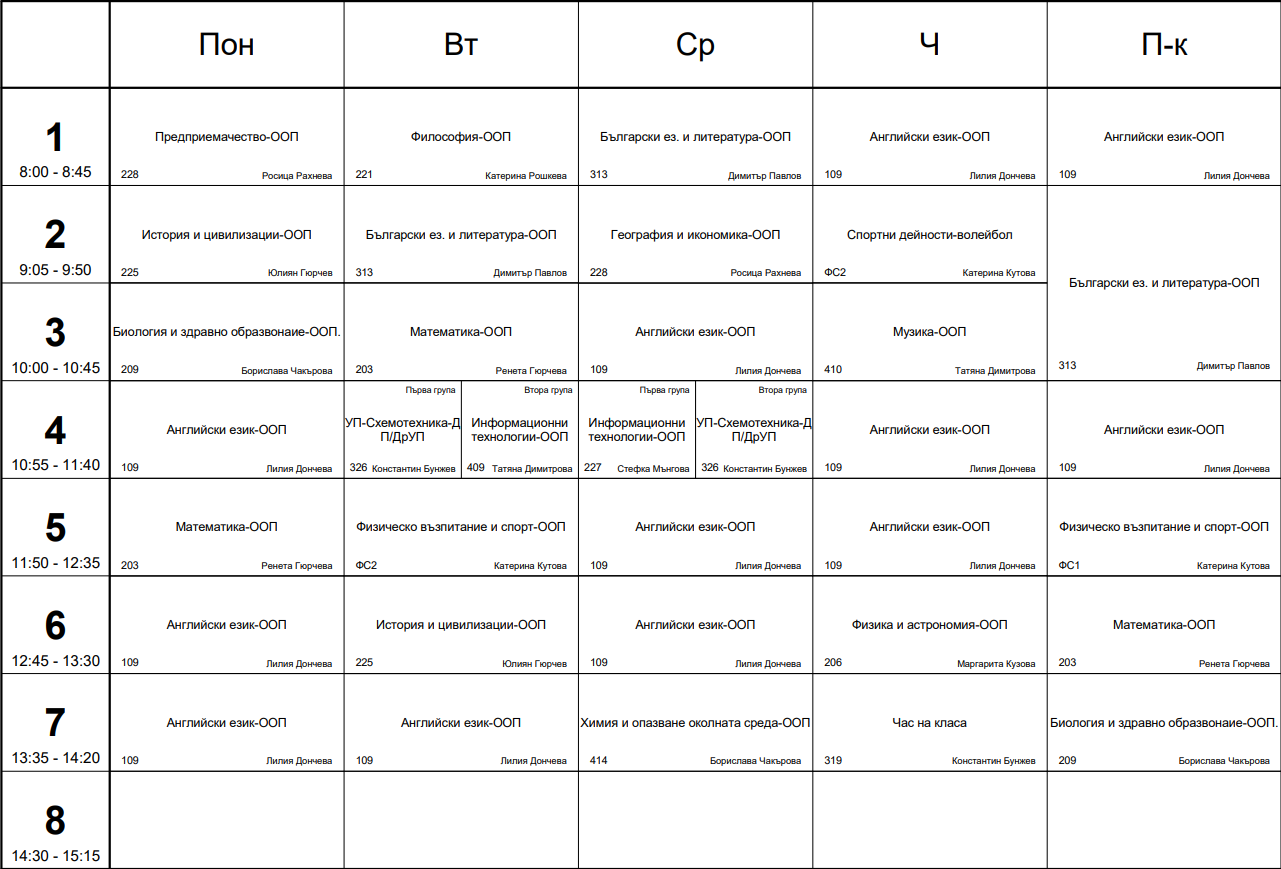 Пон Вт Ср Ч П-к
1
8:00 - 8:45
Предприемачество-ООП
228 Росица Рахнева
Философия-ООП
221 Катерина Рошкева
Български ез. и литература-ООП
313 Димитър Павлов
Английски език-ООП
109 Лилия Дончева
Английски език-ООП
109 Лилия Дончева
2
9:05 - 9:50
История и цивилизации-ООП
225 Юлиян Гюрчев
Български ез. и литература-ООП
313 Димитър Павлов
География и икономика-ООП
228 Росица Рахнева
Спортни дейности-волейбол
ФС2 Катерина Кутова
Български ез. и литература-ООП
313 Димитър Павлов
3
10:00 - 10:45
Биология и здравно образвонаие-ООП.
209 Борислава Чакърова
Математика-ООП
203 Ренета Гюрчева
Английски език-ООП
109 Лилия Дончева
Музика-ООП
410 Татяна Димитрова
4
10:55 - 11:40
Английски език-ООП
109 Лилия Дончева
Първа група
УП-Схемотехника-Д
П/ДрУП
326 Константин Бунжев
Втора група
Информационни
технологии-ООП
409 Татяна Димитрова
Първа група
Информационни
технологии-ООП
227 Стефка Мънгова
Втора група
УП-Схемотехника-Д
П/ДрУП
326 Константин Бунжев
Английски език-ООП
109 Лилия Дончева
Английски език-ООП
109 Лилия Дончева
5
11:50 - 12:35
Математика-ООП
203 Ренета Гюрчева
Физическо възпитание и спорт-ООП
ФС2 Катерина Кутова
Английски език-ООП
109 Лилия Дончева
Английски език-ООП
109 Лилия Дончева
Физическо възпитание и спорт-ООП
ФС1 Катерина Кутова
6
12:45 - 13:30
Английски език-ООП
109 Лилия Дончева
История и цивилизации-ООП
225 Юлиян Гюрчев
Английски език-ООП
109 Лилия Дончева
Физика и астрономия-ООП
206 Маргарита Кузова
Математика-ООП
203 Ренета Гюрчева
7
13:35 - 14:20
Английски език-ООП
109 Лилия Дончева
Английски език-ООП
109 Лилия Дончева
Химия и опазване околната среда-ООП
414 Борислава Чакърова
Час на класа
319 Константин Бунжев
Биология и здравно образвонаие-ООП.
209 Борислава Чакърова
8
14:30 - 15:15